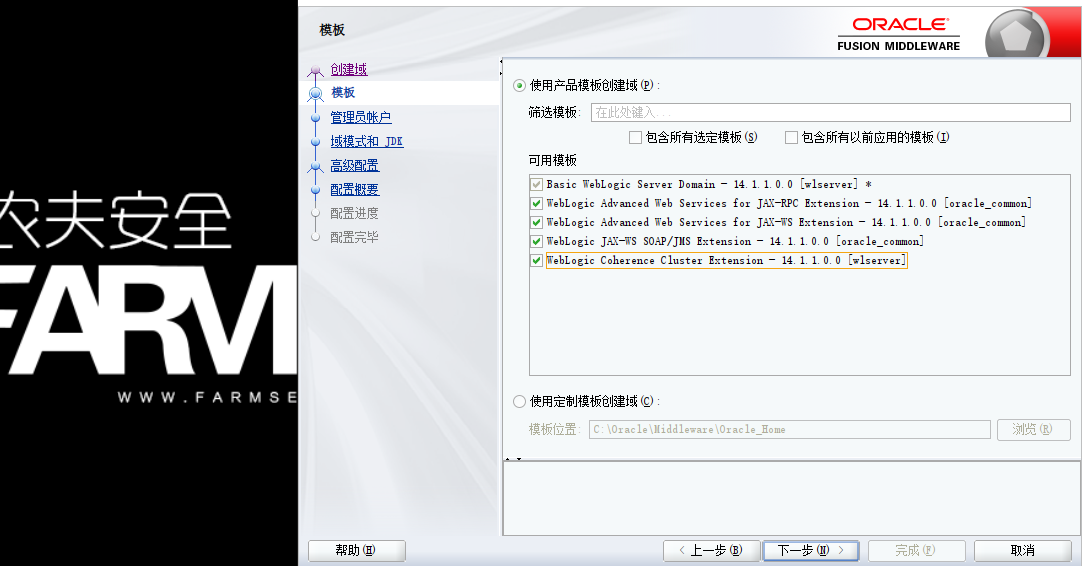 模板
ORACLE
FUSION MIDDLEWARE
创建域
模板
管理员帐户
域模式和 JDK
高级配置
配置概要
配置进度
配置完毕
使用产品模板创建域(P):
筛选模板: 在此处键入...
包含所有选定模板(S) 包含所有以前应用的模板(I)
可用模板
Basic WebLogic Server Domain - 14.1.1.0.0 [wlserver] *
WebLogic Advanced Web Services for JAX-RPC Extension - 14.1.1.0.0 [oracle_common]
WebLogic Advanced Web Services for JAX-WS Extension - 14.1.1.0.0 [oracle_common]
WebLogic JAX-WS SOAP/JMS Extension - 14.1.1.0.0 [oracle_common]
WebLogic Coherence Cluster Extension - 14.1.1.0.0 [wlserver]
使用定制模板创建域(C):
模板位置: C:\Oracle\Middleware\Oracle_Home 浏览(R)
帮助(H) < 上一步(B) 下一步(N) > 完成(F) 取消
农夫安全
FARM
WWW.FARMSE